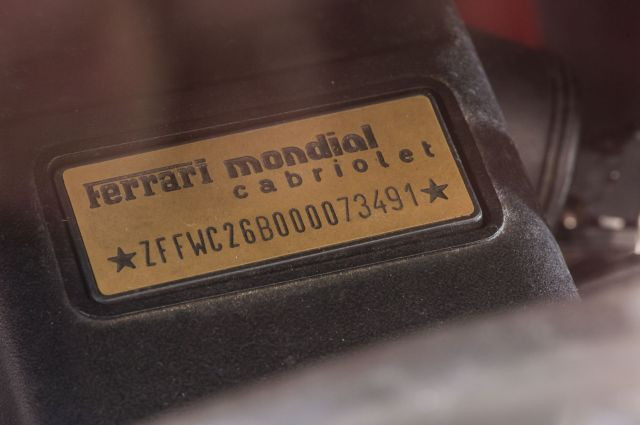 Ferrari mondial
cabriolet
★ZFFWC26B000073491★